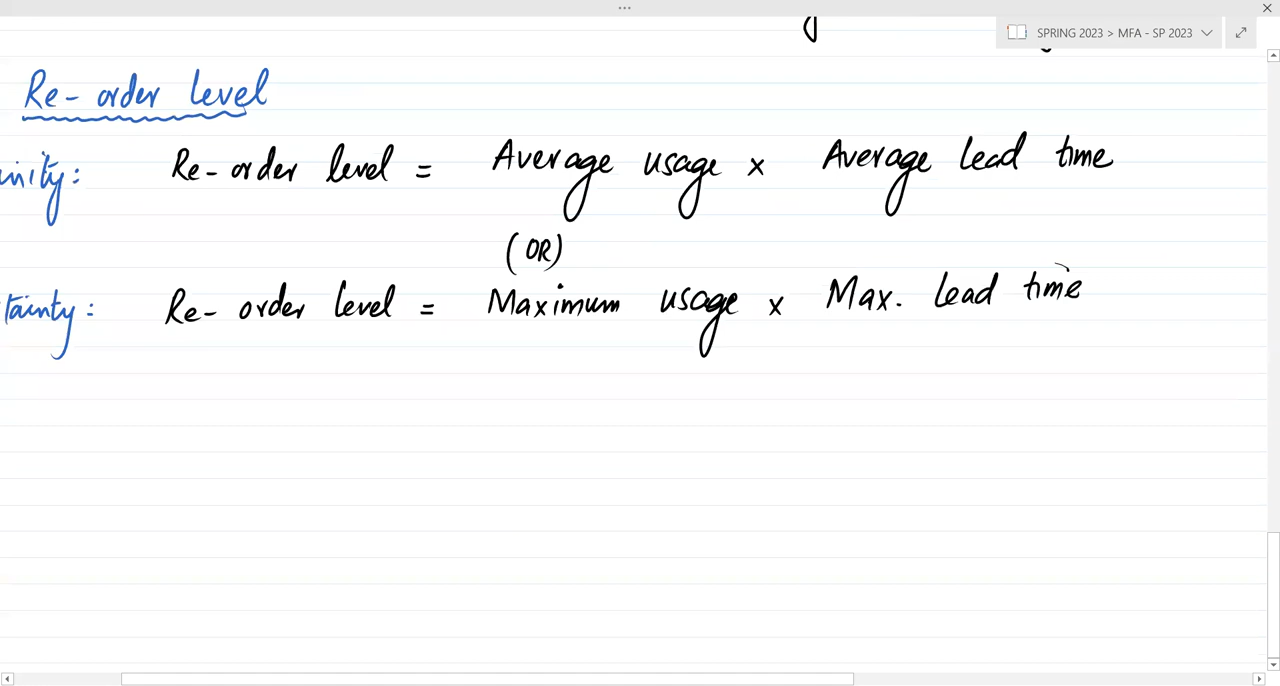 SPRING 2023 > MFA - SP 2023
Re-order level
Re-order level = Average usage x Average lead time
(OR)
tainty: Re-order level = Maximum usage x Max. lead time